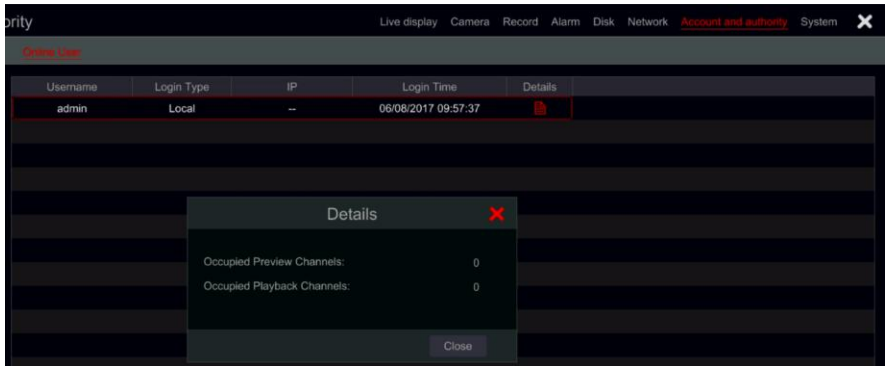 ority Live display Camera Record Alarm Disk Network Account and authority System
Online User
Username Login Type IP Login Time Details
admin Local -- 06/08/2017 09:57:37
Details
Occupied Preview Channels: 0
Occupied Playback Channels: 0
Close